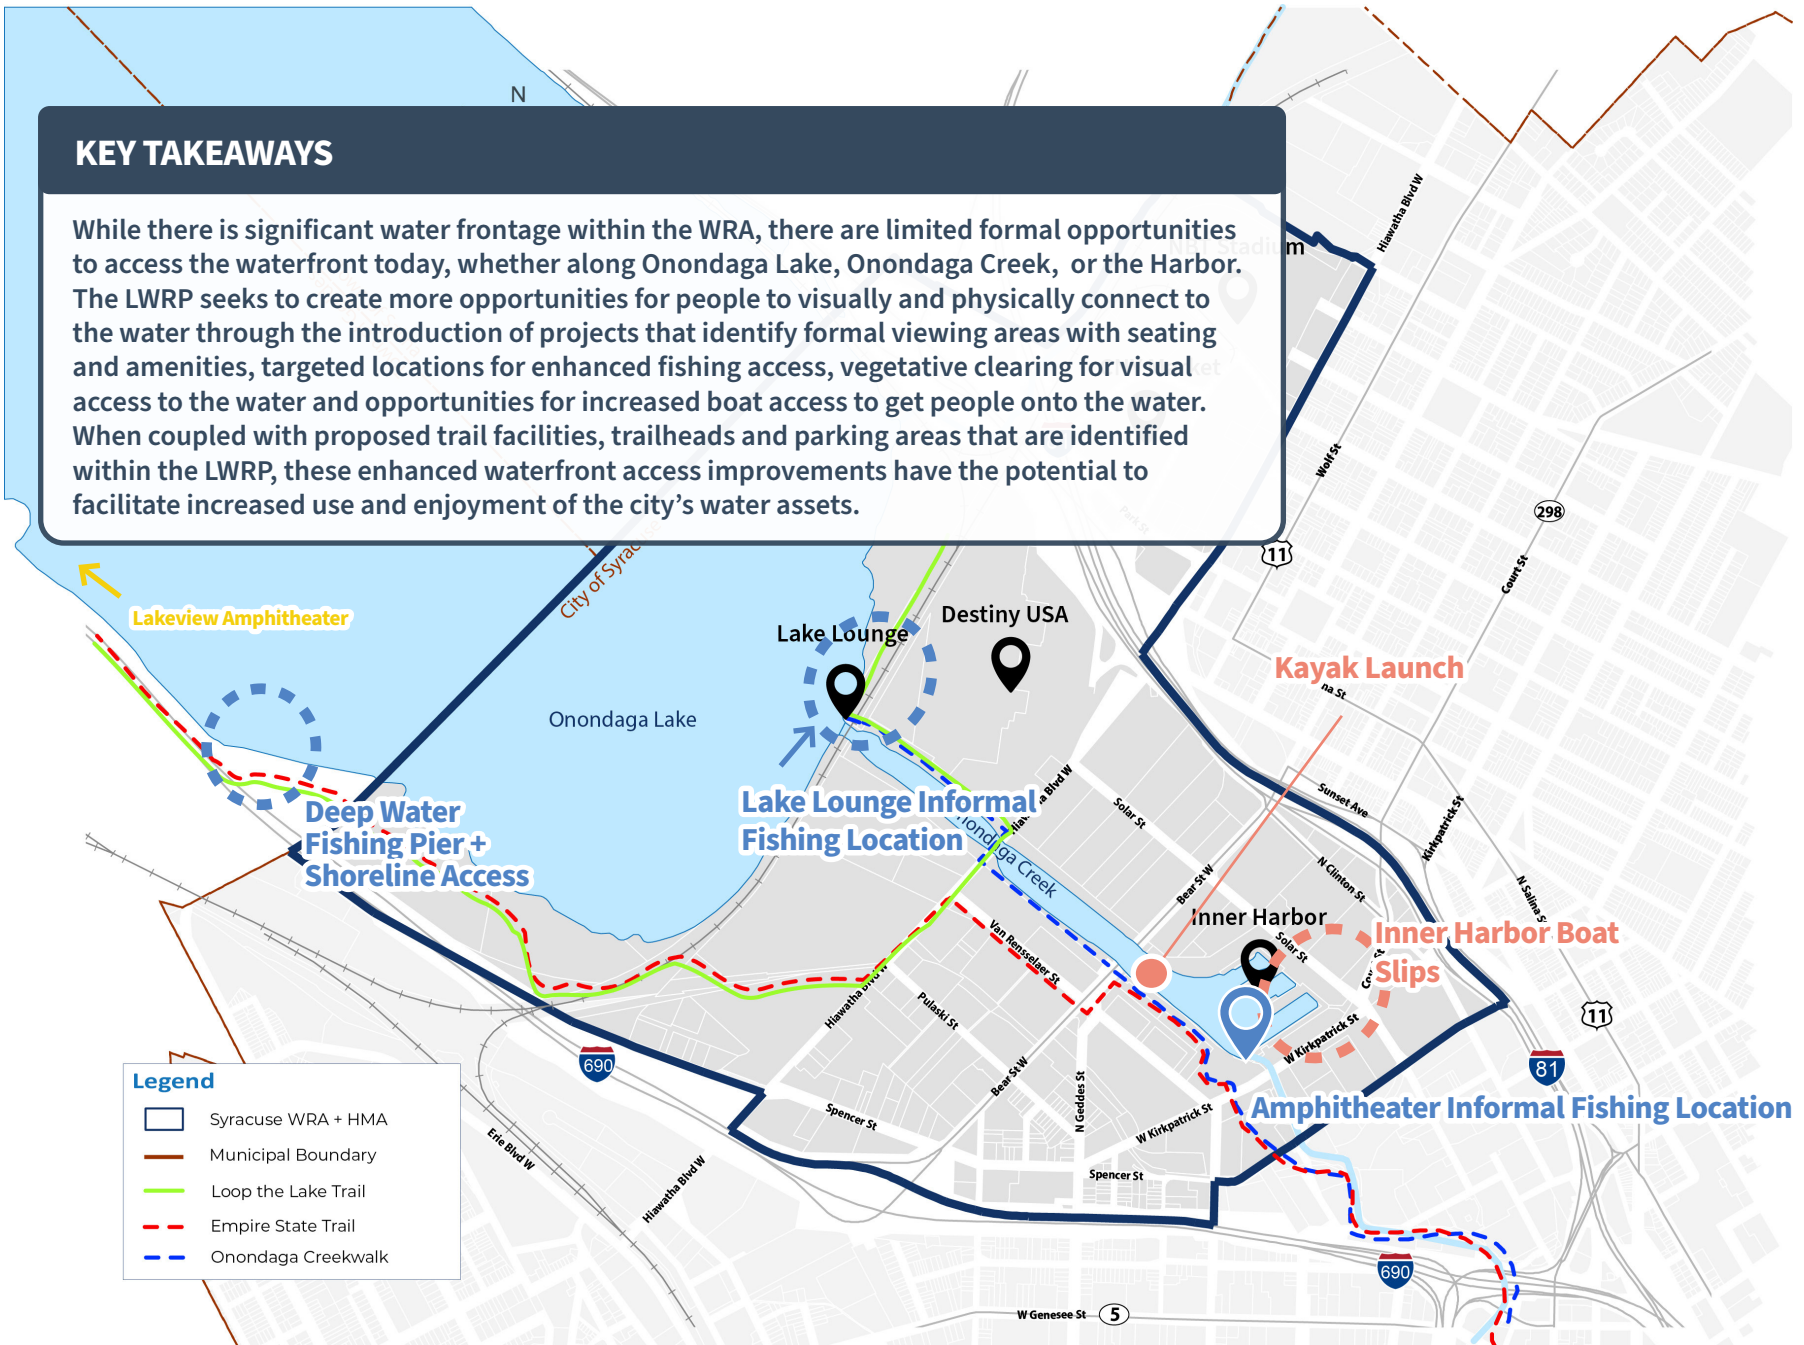 N
KEY TAKEAWAYS
While there is significant water frontage within the WRA, there are limited formal opportunities
to access the waterfront today, whether along Onondaga Lake, Onondaga Creek, or the Harbor.
The LWRP seeks to create more opportunities for people to visually and physically connect to
the water through the introduction of projects that identify formal viewing areas with seating
and amenities, targeted locations for enhanced fishing access, vegetative clearing for visual
access to the water and opportunities for increased boat access to get people onto the water.
When coupled with proposed trail facilities, trailheads and parking areas that are identified
within the LWRP, these enhanced waterfront access improvements have the potential to
facilitate increased use and enjoyment of the city's water assets.
NBT Stadium
Hiawatha Blvd W
Wolf St
298
11
Court St
Park St
City of Syrac
Lakeview Amphitheater
Lake Lounge
Destiny USA
Kayak Launch
na St
Onondaga Lake
Deep Water
Fishing Pier +
Shoreline Access
Lake Lounge Informal
Fishing Location
a Blvd W
Hia
Solar St
Sunset Ave
Kirkpatrick St
Onondaga Creek
Bear St W
N Clinton St
N Salina S
Inner Harbor
Solar St
Inner Harbor Boat
Slips
Van Rensselaer St
Hiawatha Blvd W
Pulaski St
W Kirkpatrick St
11
690
81
Bear St W
N Geddes St
Amphitheater Informal Fishing Location
Spencer St
W Kirkpatrick St
Spencer St
Erie Blvd W
Hiawatha Blvd W
Legend
Syracuse WRA + HMA
Municipal Boundary
Loop the Lake Trail
Empire State Trail
Onondaga Creekwalk
690
W Genesee St
5